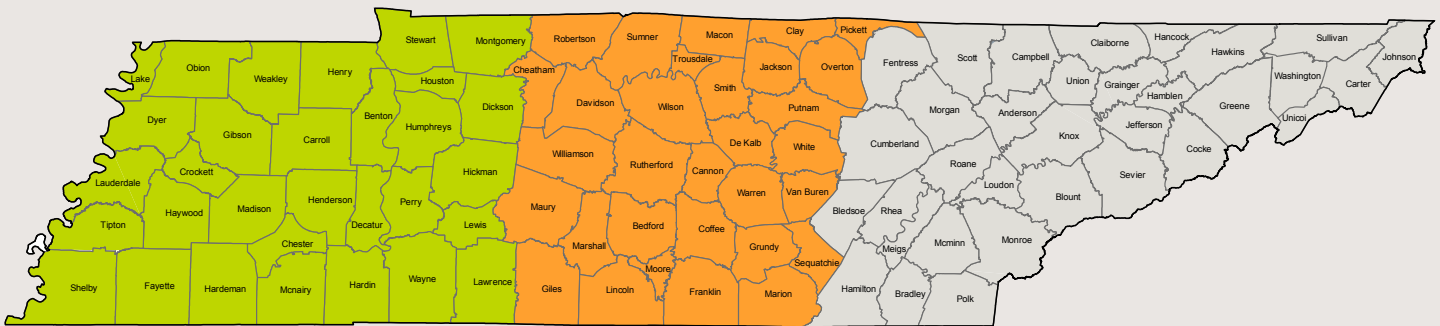 Lake
Obion
Weakley
Henry
Stewart
Montgomery
Houston
Dickson
Benton
Humphreys
Dyer
Gibson
Carroll
Crockett
Lauderdale
Haywood
Madison
Henderson
Decatur
Perry
Hickman
Lewis
Tipton
Chester
Shelby
Fayette
Hardeman
Mcnairy
Hardin
Wayne
Lawrence
Robertson
Sumner
Macon
Clay
Pickett
Trousdale
Cheatham
Jackson
Overton
Smith
Davidson
Wilson
Putnam
De Kalb
White
Williamson
Rutherford
Cannon
Warren
Van Buren
Maury
Bedford
Coffee
Marshall
Grundy
Sequatchie
Moore
Giles
Lincoln
Franklin
Marion
Fentress
Scott
Campbell
Claiborne
Hancock
Hawkins
Sullivan
Johnson
Union
Grainger
Hamblen
Washington
Carter
Morgan
Anderson
Greene
Unicoi
Jefferson
Knox
Cumberland
Cocke
Roane
Loudon
Sevier
Blount
Bledsoe
Rhea
Meigs
Mcminn
Monroe
Hamilton
Bradley
Polk